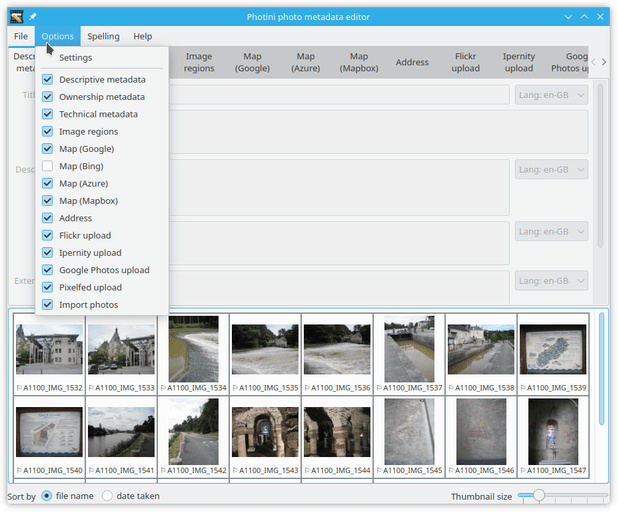 Photini photo metadata editor
File Options Spelling Help
Settings
Descriptive metadata
Ownership metadata
Technical metadata
Image regions
Map (Google)
Map (Bing)
Map (Azure)
Map (Mapbox)
Address
Flickr upload
Ipernity upload
Google Photos upload
Pixelfed upload
Import photos
Descr
meta
Image
regions
Map
(Google)
Map
(Azure)
Map
(Mapbox)
Address
Flickr
upload
Ipernity
upload
Goog
Photos up
Titl
Lang: en-GB
Desc
Lang: en-GB
Lang: en-GB
Exter
A1100_IMG_1532 A1100_IMG_1533 A1100_IMG_1534 A1100_IMG_1535 A1100_IMG_1536 A1100_IMG_1537 A1100_IMG_1538 A1100_IMG_1539
A1100_IMG_1540 A1100_IMG_1541 A1100_IMG_1542 A1100_IMG_1543 A1100_IMG_1544 A1100_IMG_1545 A1100_IMG_1546 A1100_IMG_1547
Sort by file name date taken Thumbnail size